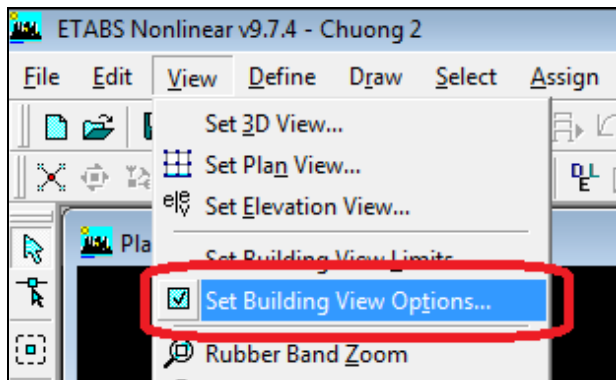 ETABS Nonlinear v9.7.4 - Chuong 2
File Edit View Define Draw Select Assign
Set 3D View...
Set Plan View...
Set Elevation View...
Pla
Set Building View Limits
Set Building View Options...
Rubber Band Zoom